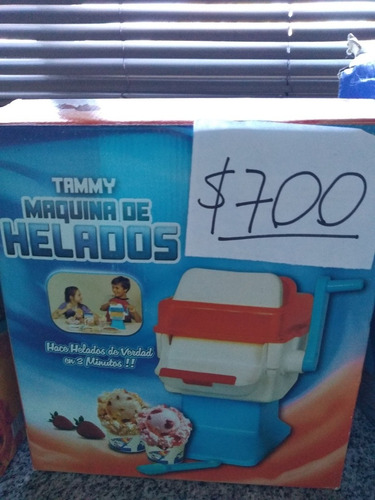 TAMMY
MAQUINA DE
HELADOS
$700
Hace Helados de Verdad
en 3 Minutos !!